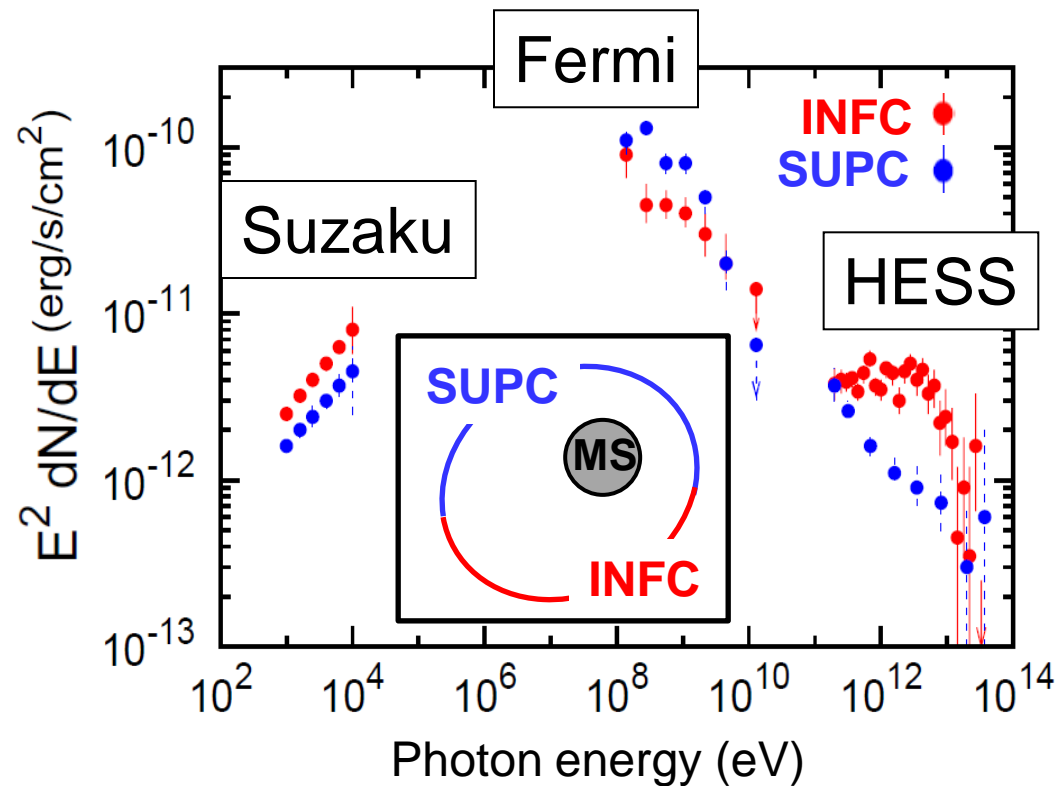 Fermi
INFC
SUPC
Suzaku
HESS
SUPC
MS
INFC
E² dN/dE (erg/s/cm²)
10⁻¹⁰
10⁻¹¹
10⁻¹²
10⁻¹³
10² 10⁴ 10⁶ 10⁸ 10¹⁰ 10¹² 10¹⁴
Photon energy (eV)